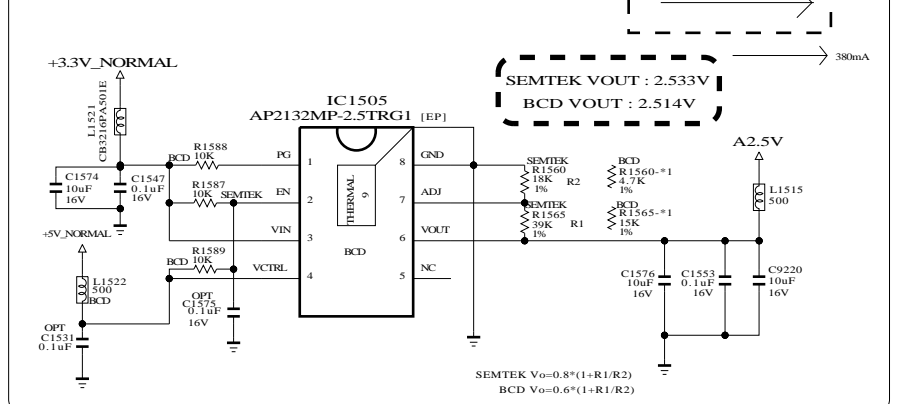 380mA
+3.3V_NORMAL
SEMTEK VOUT : 2.533V
BCD VOUT : 2.514V
L1521
CB3216PA501E
IC1505
AP2132MP-2.5TRG1
[EP]
A2.5V
BCD
R1588
10K
PG
1
8
GND
SEMTEK
R1560
18K
1%
R2
BCD
R1560-*1
4.7K
1%
C1574
10uF
16V
C1547
0.1uF
16V
R1587
10K
SEMTEK
EN
2
THERMAL
9
7
ADJ
SEMTEK
R1565
39K
1%
R1
BCD
R1565-*1
15K
1%
L1515
500
+5V_NORMAL
VIN
3
BCD
6
VOUT
BCD
R1589
10K
VCTRL
4
5
NC
L1522
500
BCD
OPT
C1575
0.1uF
16V
C1576
10uF
16V
C1553
0.1uF
16V
C9220
10uF
16V
OPT
C1531
0.1uF
SEMTEK Vo=0.8*(1+R1/R2)
BCD Vo=0.6*(1+R1/R2)